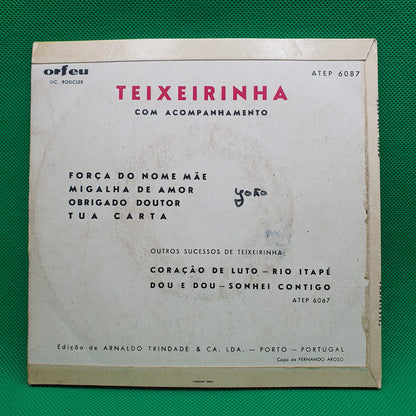 orfeu
LIC. ROSICLER
ATEP 6087
TEIXEIRINHA
COM ACOMPANHAMENTO
FORÇA DO NOME MÃE
MIGALHA DE AMOR
OBRIGADO DOUTOR
TUA CARTA
João
OUTROS SUCESSOS DE TEIXEIRINHA:
CORAÇÃO DE LUTO — RIO ITAPÉ
DOU E DOU — SONHEI CONTIGO
ATEP 6067
Edição de ARNALDO TRINDADE & CA. LDA. — PORTO — PORTUGAL
Capa de FERNANDO AROSO